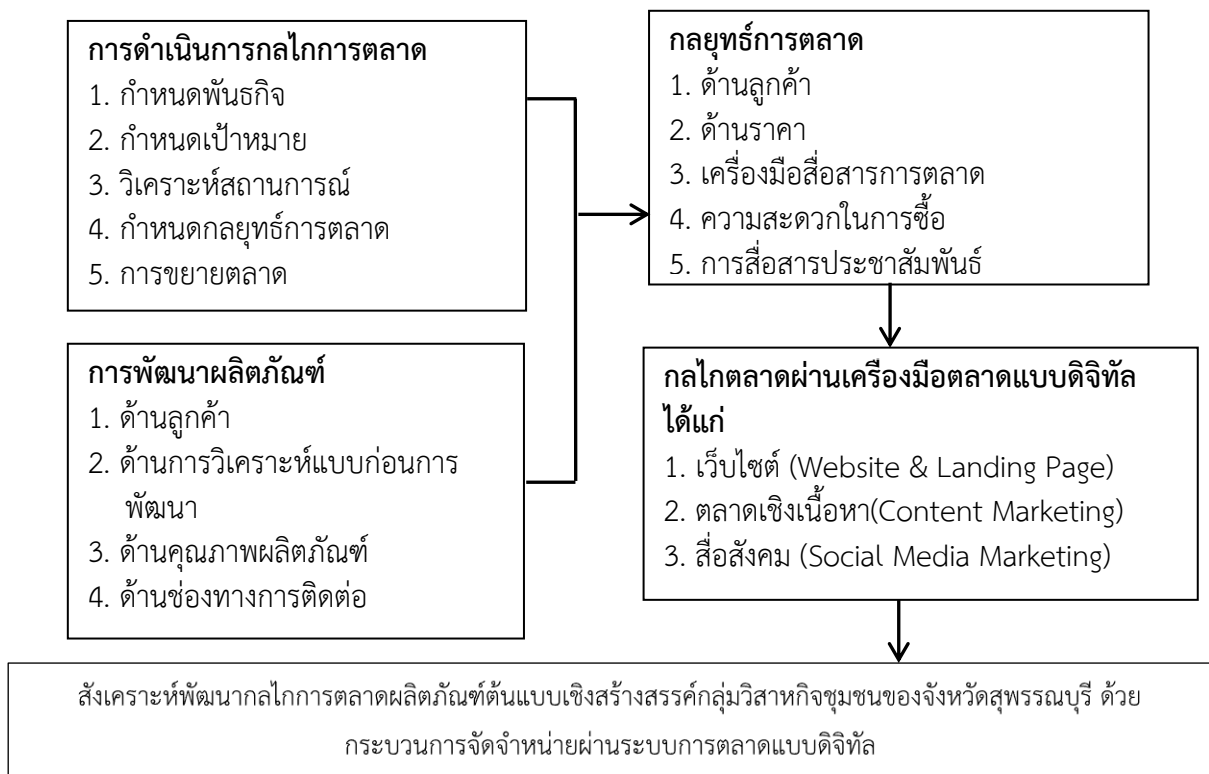 การดำเนินการกลไกการตลาด
1. กำหนดพันธกิจ
2. กำหนดเป้าหมาย
3. วิเคราะห์สถานการณ์
4. กำหนดกลยุทธ์การตลาด
5. การขยายตลาด
การพัฒนาผลิตภัณฑ์
1. ด้านลูกค้า
2. ด้านการวิเคราะห์แบบก่อนการ
พัฒนา
3. ด้านคุณภาพผลิตภัณฑ์
4. ด้านช่องทางการติดต่อ
กลยุทธ์การตลาด
1. ด้านลูกค้า
2. ด้านราคา
3. เครื่องมือสื่อสารการตลาด
4. ความสะดวกในการซื้อ
5. การสื่อสารประชาสัมพันธ์
กลไกตลาดผ่านเครื่องมือตลาดแบบดิจิทัล
ได้แก่
1. เว็บไซต์ (Website & Landing Page)
2. ตลาดเชิงเนื้อหา(Content Marketing)
3. สื่อสังคม (Social Media Marketing)
สังเคราะห์พัฒนากลไกการตลาดผลิตภัณฑ์ต้นแบบเชิงสร้างสรรค์กลุ่มวิสาหกิจชุมชนของจังหวัดสุพรรณบุรี ด้วย
กระบวนการจัดจำหน่ายผ่านระบบการตลาดแบบดิจิทัล